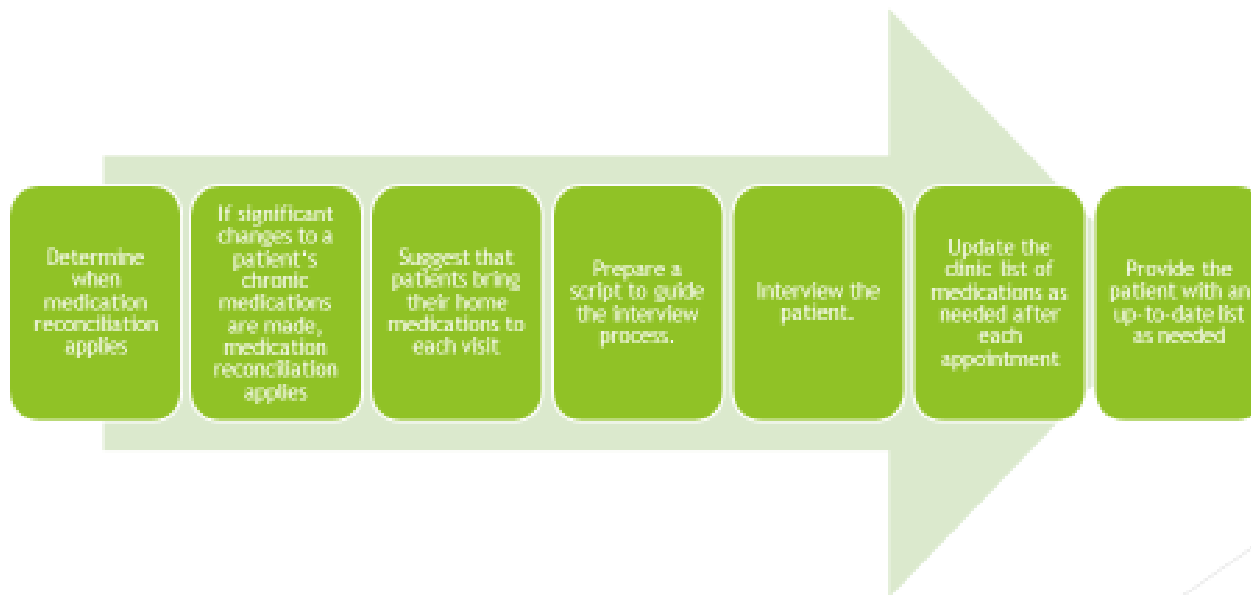 Determine
when
medication
reconciliation
applies
If significant
changes to a
patient's
chronic
medications
are made,
medication
reconciliation
applies
Suggest that
patients bring
their home
medications to
each visit
Prepare a
script to guide
the interview
process.
Interview the
patient.
Update the
clinic list of
medications as
needed after
each
appointment
Provide the
patient with an
up-to-date list
as needed